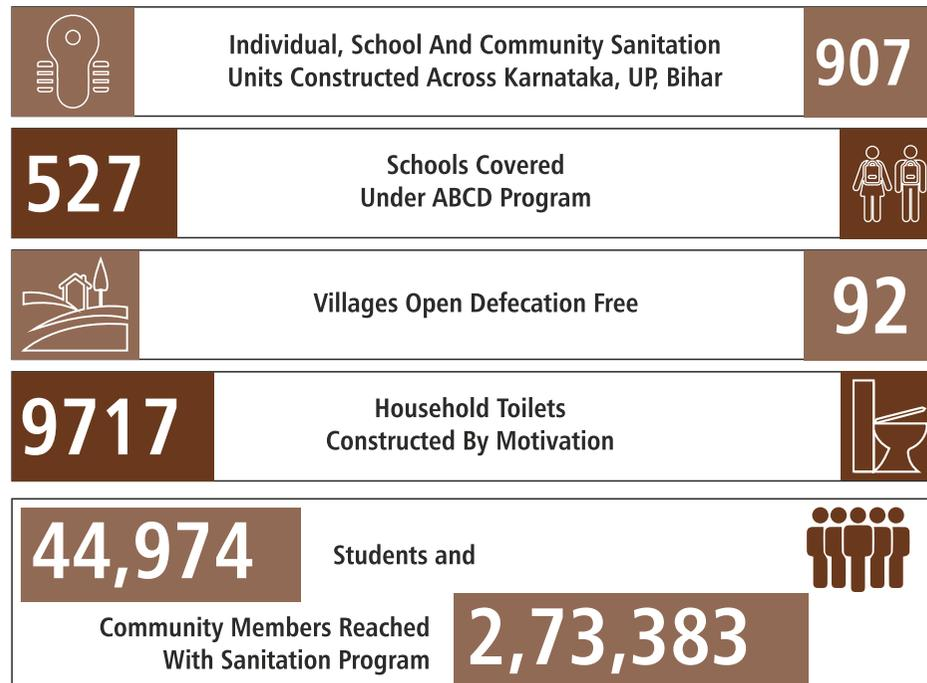 Individual, School And Community Sanitation
Units Constructed Across Karnataka, UP, Bihar
907
527
Schools Covered
Under ABCD Program
Villages Open Defecation Free
92
9717
Household Toilets
Constructed By Motivation
44,974
Students and
Community Members Reached
With Sanitation Program
2,73,383